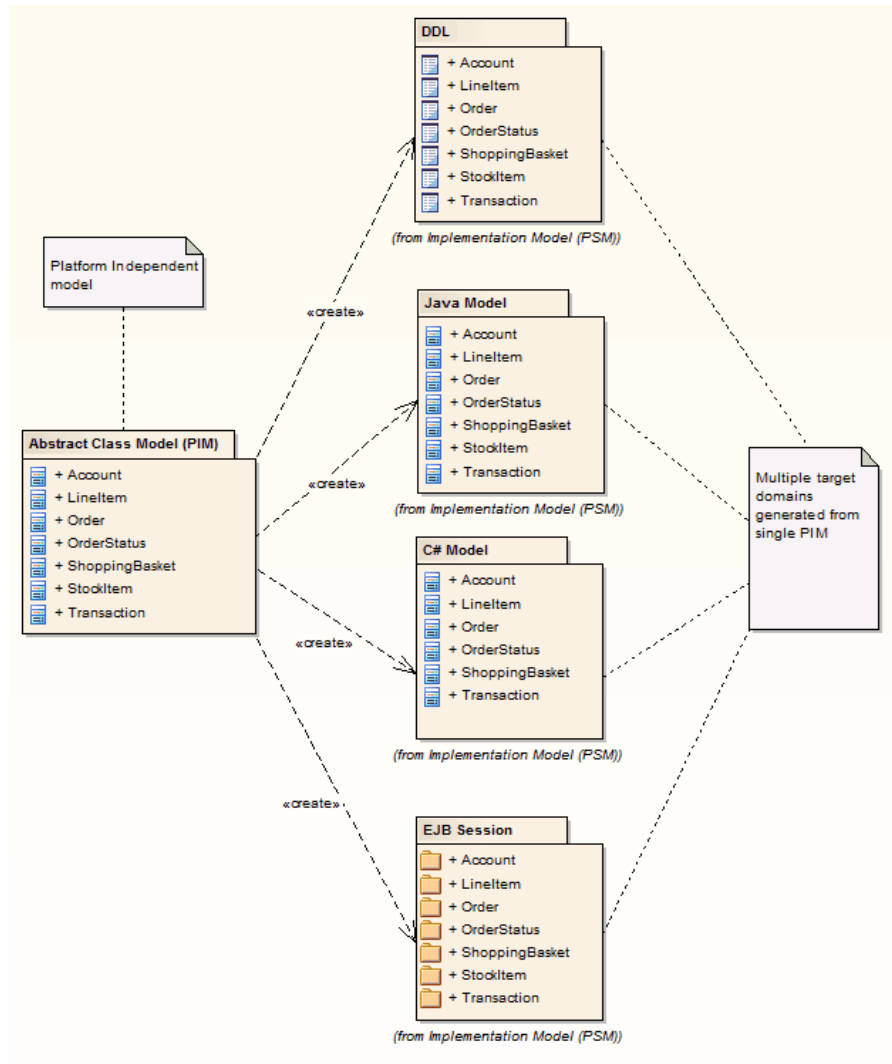 DDL
+ Account
+ LineItem
+ Order
+ OrderStatus
+ ShoppingBasket
+ StockItem
+ Transaction
(from Implementation Model (PSM))
Platform Independent
model
«create»
Java Model
+ Account
+ LineItem
+ Order
+ OrderStatus
+ ShoppingBasket
+ StockItem
+ Transaction
(from Implementation Model (PSM))
«create»
Abstract Class Model (PIM)
+ Account
+ LineItem
+ Order
+ OrderStatus
+ ShoppingBasket
+ StockItem
+ Transaction
Multiple target
domains
generated from
single PIM
C# Model
+ Account
+ LineItem
+ Order
+ OrderStatus
+ ShoppingBasket
+ Transaction
(from Implementation Model (PSM))
«create»
«create»
EJB Session
+ Account
+ LineItem
+ Order
+ OrderStatus
+ ShoppingBasket
+ StockItem
+ Transaction
(from Implementation Model (PSM))